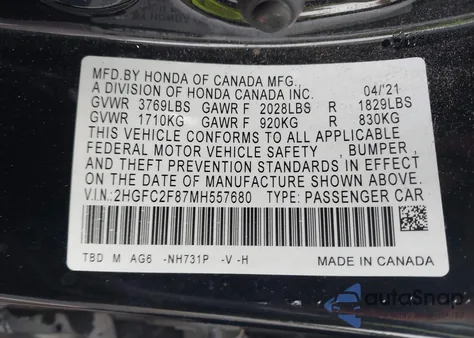 MFD.BY HONDA OF CANADA MFG.,
A DIVISION OF HONDA CANADA INC. 04/'21
GVWR 3769LBS GAWR F 2028LBS R 1829LBS
GVWR 1710KG GAWR F 920KG R 830KG
THIS VEHICLE CONFORMS TO ALL APPLICABLE
FEDERAL MOTOR VEHICLE SAFETY , BUMPER ,
AND THEFT PREVENTION STANDARDS IN EFFECT
ON THE DATE OF MANUFACTURE SHOWN ABOVE.
V.I.N.:2HGFC2F87MH557680 TYPE: PASSENGER CAR
TBD M AG6 -NH731P -V -H MADE IN CANADA
autoSnap